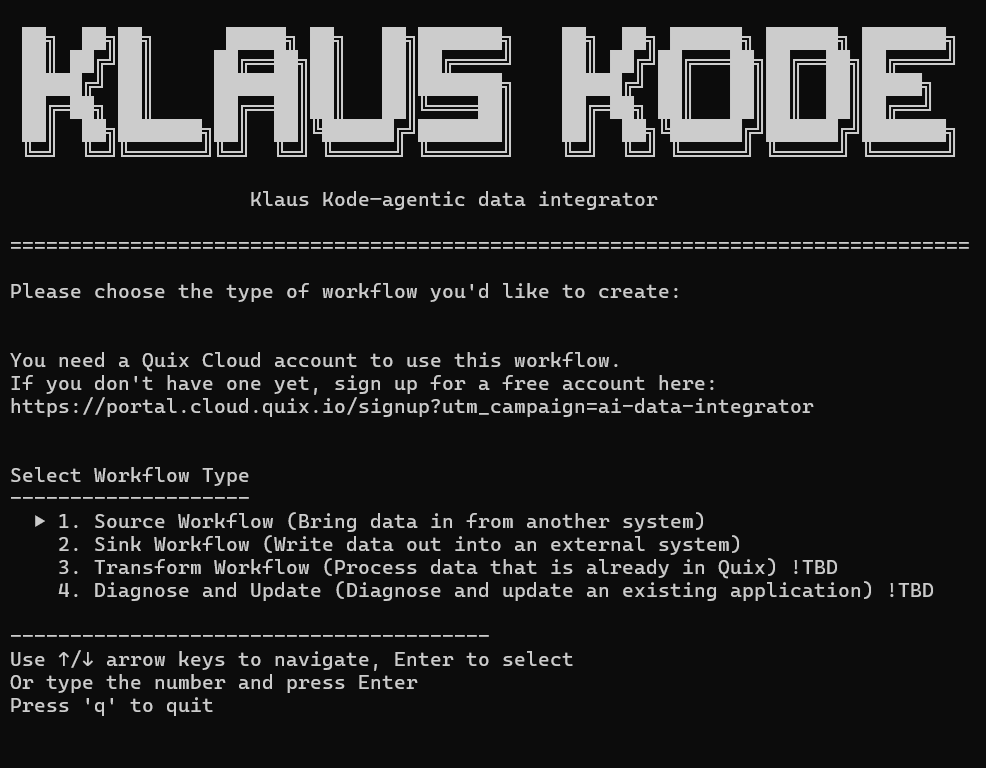 KLAUS KODE
Klaus Kode-agentic data integrator
================================================================================
Please choose the type of workflow you'd like to create:
You need a Quix Cloud account to use this workflow.
If you don't have one yet, sign up for a free account here:
https://portal.cloud.quix.io/signup?utm_campaign=ai-data-integrator
Select Workflow Type
--------------------
▶ 1. Source Workflow (Bring data in from another system)
2. Sink Workflow (Write data out into an external system)
3. Transform Workflow (Process data that is already in Quix) !TBD
4. Diagnose and Update (Diagnose and update an existing application) !TBD
----------------------------------------
Use ↑/↓ arrow keys to navigate, Enter to select
Or type the number and press Enter
Press 'q' to quit